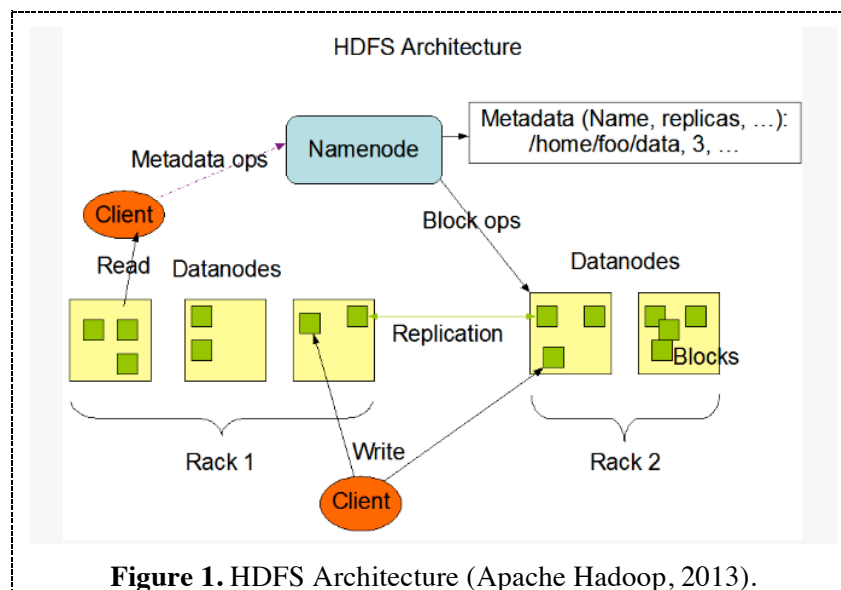 HDFS Architecture
Metadata (Name, replicas, ...):
/home/foo/data, 3, ...
Namenode
Metadata ops
Client
Block ops
Read
Datanodes
Datanodes
Replication
Blocks
Rack 1
Write
Rack 2
Client
Figure 1. HDFS Architecture (Apache Hadoop, 2013).